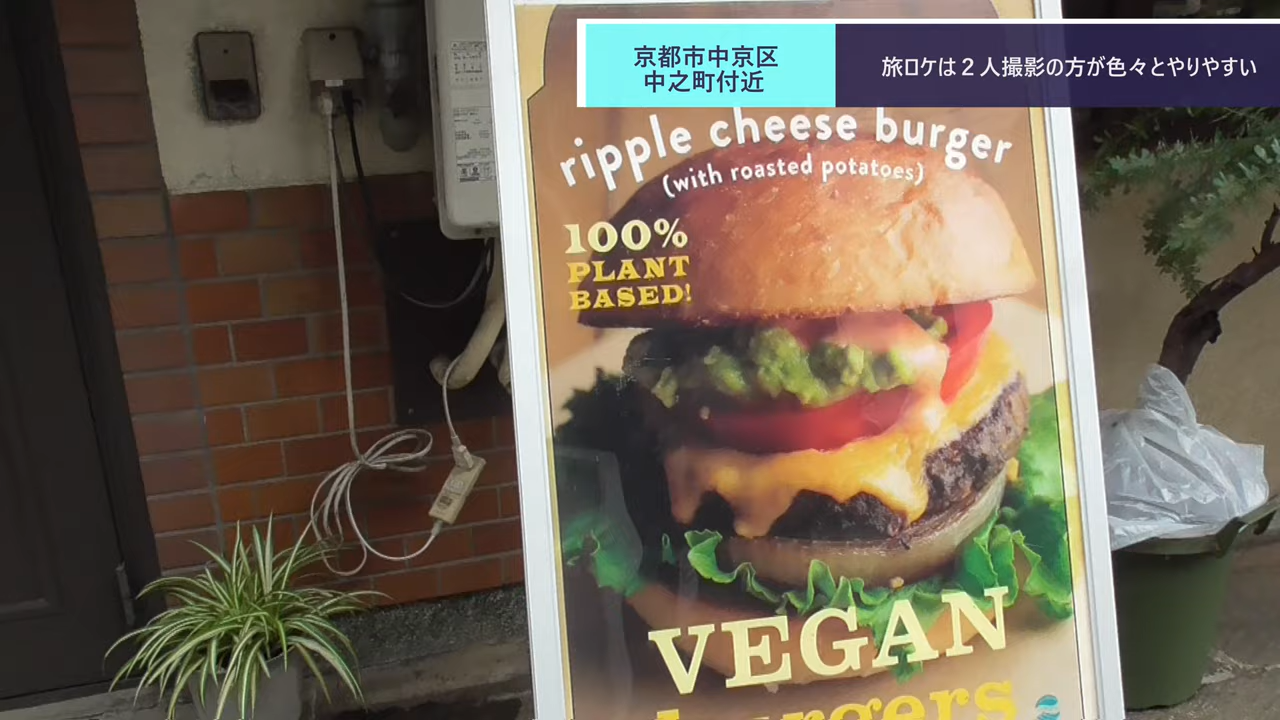 京都市中京区
中之町付近
旅ロケは2人撮影の方が色々とやりやすい
ripple cheese burger
(with roasted potatoes)
100%
PLANT
BASED!
VEGAN
burgers